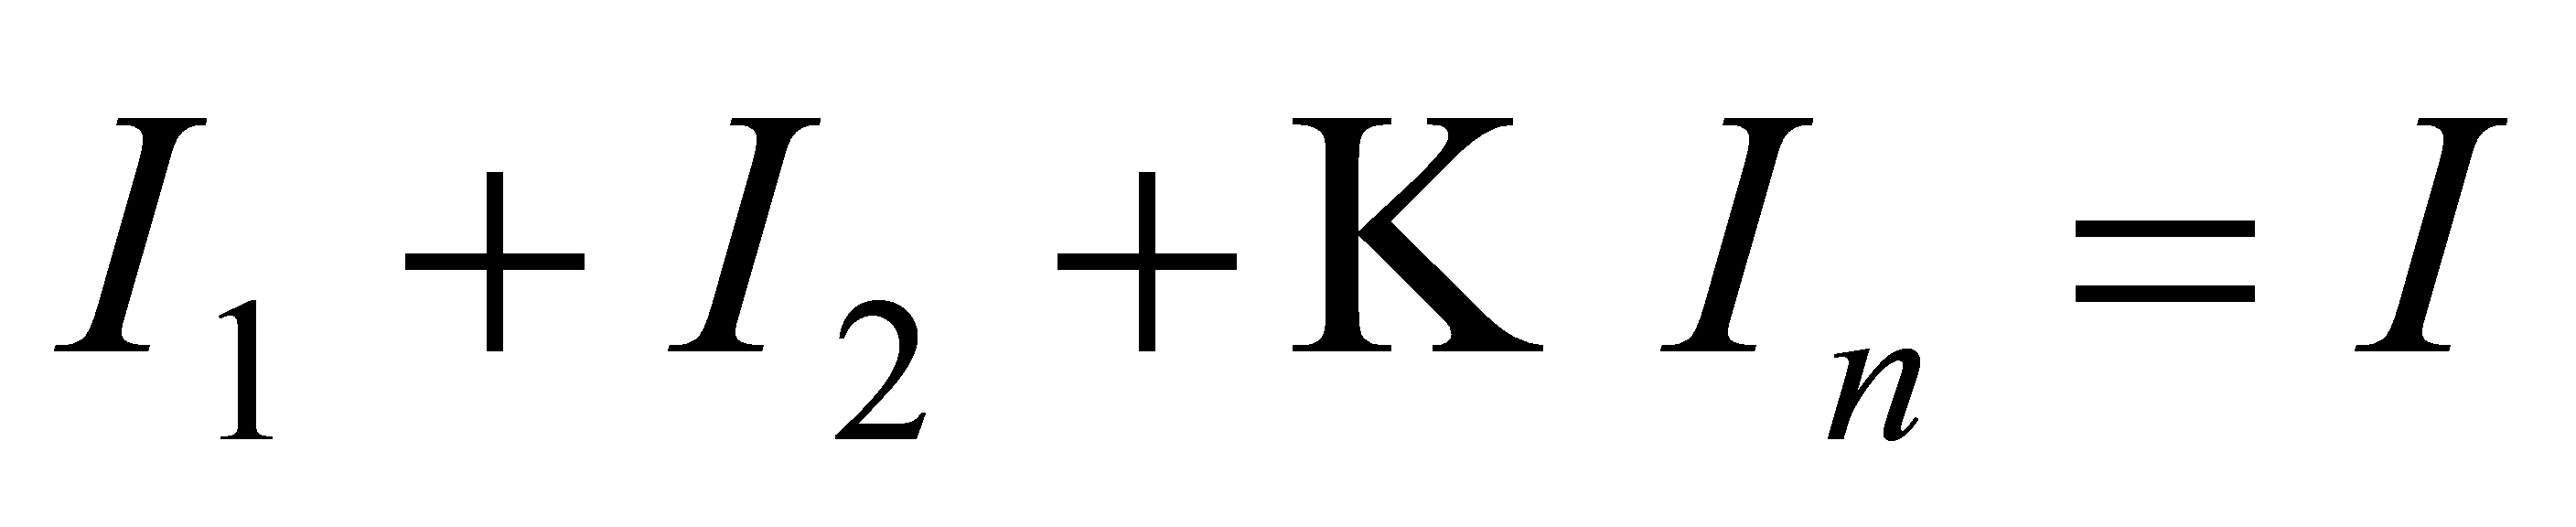 I₁ + I₂ + K Iₙ = I